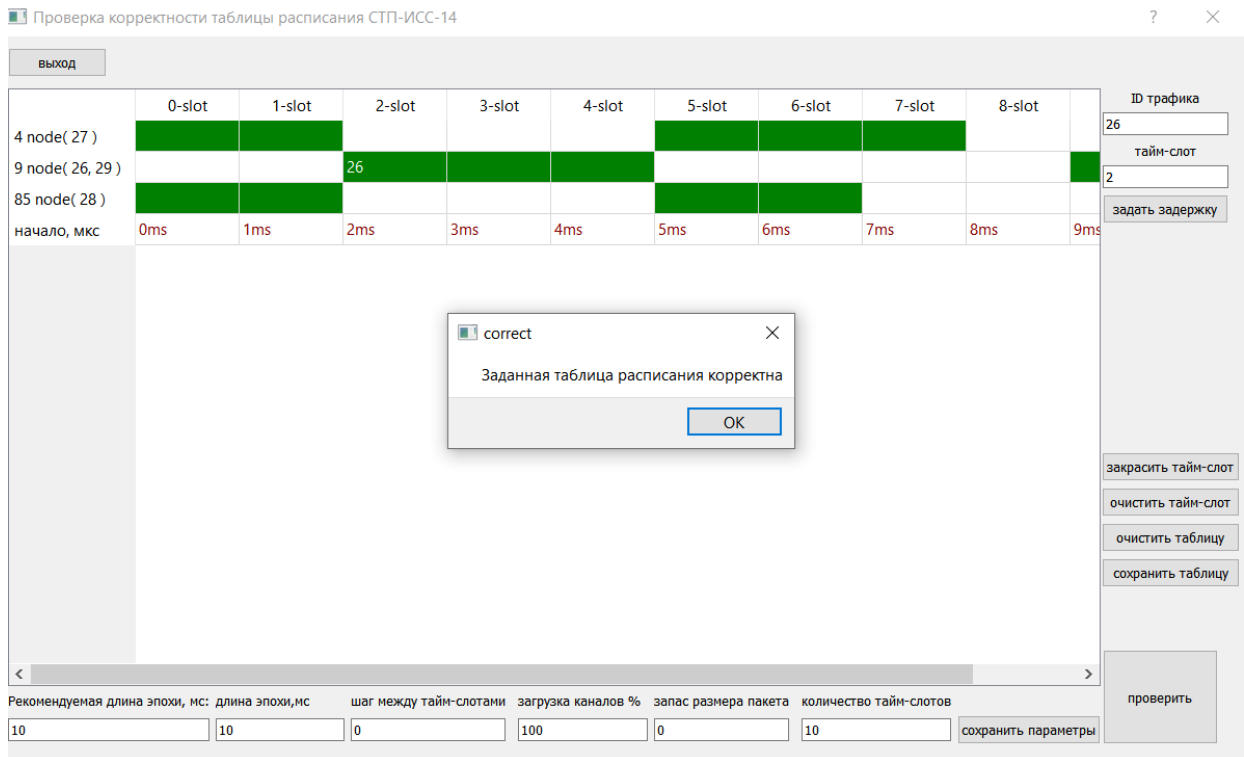 Проверка корректности таблицы расписания СТП-ИСС-14
выход
0-slot 1-slot 2-slot 3-slot 4-slot 5-slot 6-slot 7-slot 8-slot
4 node( 27 )
9 node( 26, 29 ) 26
85 node( 28 )
начало, мкс 0ms 1ms 2ms 3ms 4ms 5ms 6ms 7ms 8ms 9ms
ID трафика
26
тайм-слот
2
задать задержку
correct
Заданная таблица расписания корректна
OK
закрасить тайм-слот
очистить тайм-слот
очистить таблицу
сохранить таблицу
проверить
Рекомендуемая длина эпохи, мс: длина эпохи,мс шаг между тайм-слотами загрузка каналов % запас размера пакета количество тайм-слотов
10 10 0 100 0 10 сохранить параметры